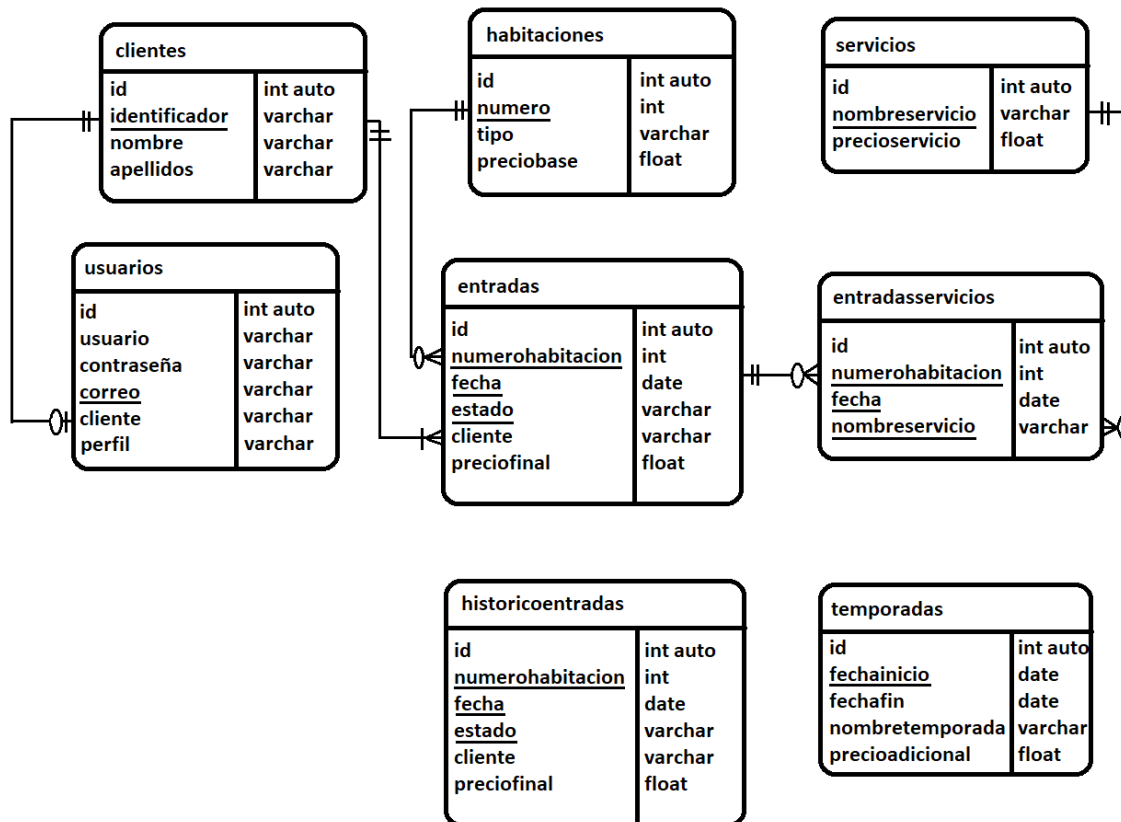 clientes
id int auto
identificador varchar
nombre varchar
apellidos varchar
habitaciones
id int auto
numero int
tipo varchar
preciobase float
servicios
id int auto
nombreservicio varchar
precioservicio float
usuarios
id int auto
usuario varchar
contraseña varchar
correo varchar
cliente varchar
perfil varchar
entradas
id int auto
numerohabitacion int
fecha date
estado varchar
cliente varchar
preciofinal float
entradasservicios
id int auto
numerohabitacion int
fecha date
nombreservicio varchar
historicoentradas
id int auto
numerohabitacion int
fecha date
estado varchar
cliente varchar
preciofinal float
temporadas
id int auto
fechainicio date
fechafin date
nombretemporada varchar
precioadicional float